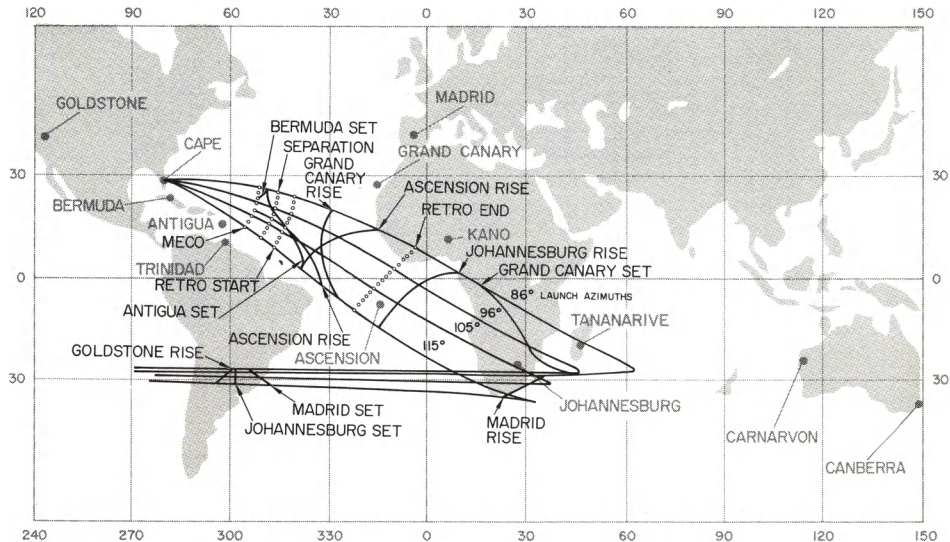 120 90 60 30 0 30 60 90 120 150
GOLDSTONE
MADRID
BERMUDA SET
SEPARATION
CAPE
GRAND CANARY
GRAND
CANARY
RISE
30
30
ASCENSION RISE
BERMUDA
RETRO END
ANTIGUA
KANO
MECO
JOHANNESBURG RISE
TRINIDAD
GRAND CANARY SET
0
0
RETRO START
86° LAUNCH AZIMUTHS
96°
ANTIGUA SET
TANANARIVE
105°
ASCENSION RISE
115°
GOLDSTONE RISE
ASCENSION
30
30
MADRID SET
JOHANNESBURG
JOHANNESBURG SET
MADRID
RISE
CARNARVON
CANBERRA
240 270 300 330 0 30 60 90 120 150